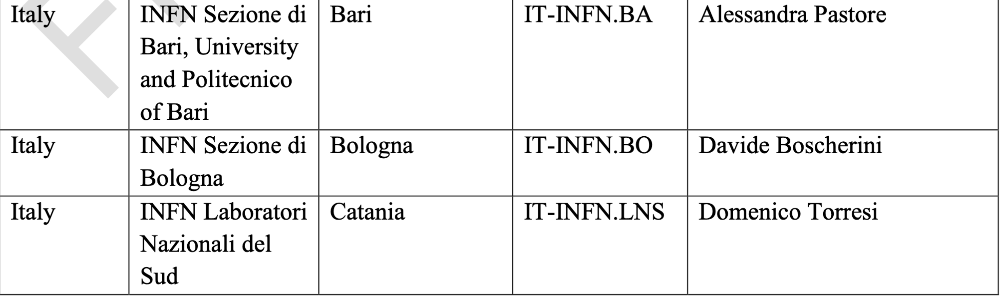 Italy INFN Sezione di Bari IT-INFN.BA Alessandra Pastore
Bari, University
and Politecnico
of Bari
Italy INFN Sezione di Bologna IT-INFN.BO Davide Boscherini
Bologna
Italy INFN Laboratori Catania IT-INFN.LNS Domenico Torresi
Nazionali del
Sud